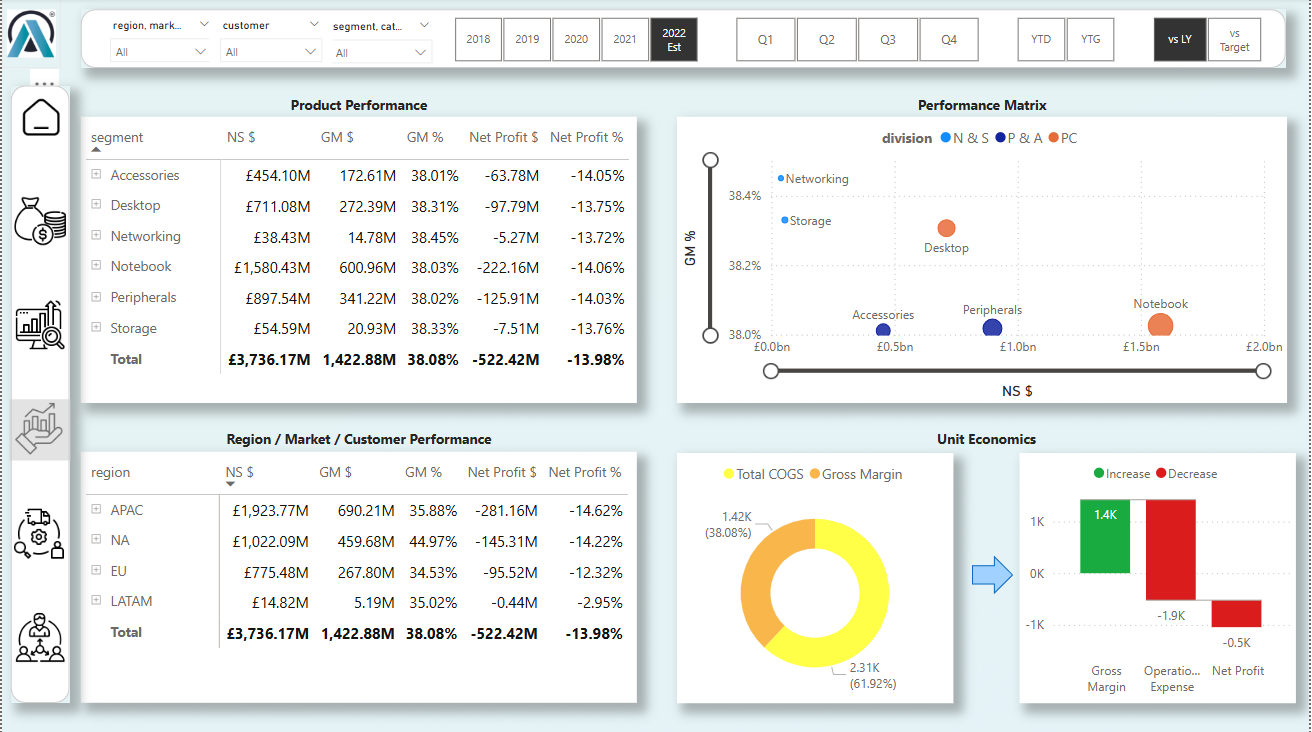 region, mark... customer segment, cat...
All All All
2018 2019 2020 2021 2022 Est
Q1 Q2 Q3 Q4
YTD YTG
vs LY vs Target
Product Performance
segment NS $ GM $ GM % Net Profit $ Net Profit %
Accessories £454.10M 172.61M 38.01% -63.78M -14.05%
Desktop £711.08M 272.39M 38.31% -97.79M -13.75%
Networking £38.43M 14.78M 38.45% -5.27M -13.72%
Notebook £1,580.43M 600.96M 38.03% -222.16M -14.06%
Peripherals £897.54M 341.22M 38.02% -125.91M -14.03%
Storage £54.59M 20.93M 38.33% -7.51M -13.76%
Total £3,736.17M 1,422.88M 38.08% -522.42M -13.98%
Performance Matrix
division N & S P & A PC
GM %
38.4%
38.2%
38.0%
Networking
Storage
Desktop
Accessories
Peripherals
Notebook
£0.0bn £0.5bn £1.0bn £1.5bn £2.0bn
NS $
Region / Market / Customer Performance
region NS $ GM $ GM % Net Profit $ Net Profit %
APAC £1,923.77M 690.21M 35.88% -281.16M -14.62%
NA £1,022.09M 459.68M 44.97% -145.31M -14.22%
EU £775.48M 267.80M 34.53% -95.52M -12.32%
LATAM £14.82M 5.19M 35.02% -0.44M -2.95%
Total £3,736.17M 1,422.88M 38.08% -522.42M -13.98%
Unit Economics
Total COGS Gross Margin
1.42K
(38.08%)
2.31K
(61.92%)
Increase Decrease
1K
0K
-1K
1.4K
-1.9K
-0.5K
Gross Margin
Operatio... Expense
Net Profit